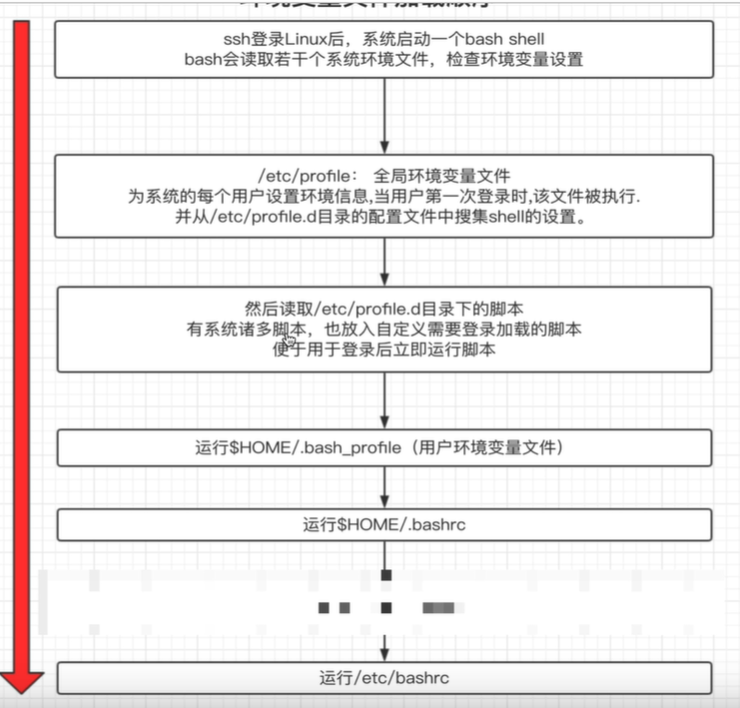 ssh登录Linux后，系统启动一个bash shell
bash会读取若干个系统环境文件，检查环境变量设置
/etc/profile： 全局环境变量文件
为系统的每个用户设置环境信息,当用户第一次登录时,该文件被执行.
并从/etc/profile.d目录的配置文件中搜集shell的设置。
然后读取/etc/profile.d目录下的脚本
有系统诸多脚本，也放入自定义需要登录加载的脚本
便于用于登录后立即运行脚本
运行$HOME/.bash_profile（用户环境变量文件）
运行$HOME/.bashrc
运行/etc/bashrc